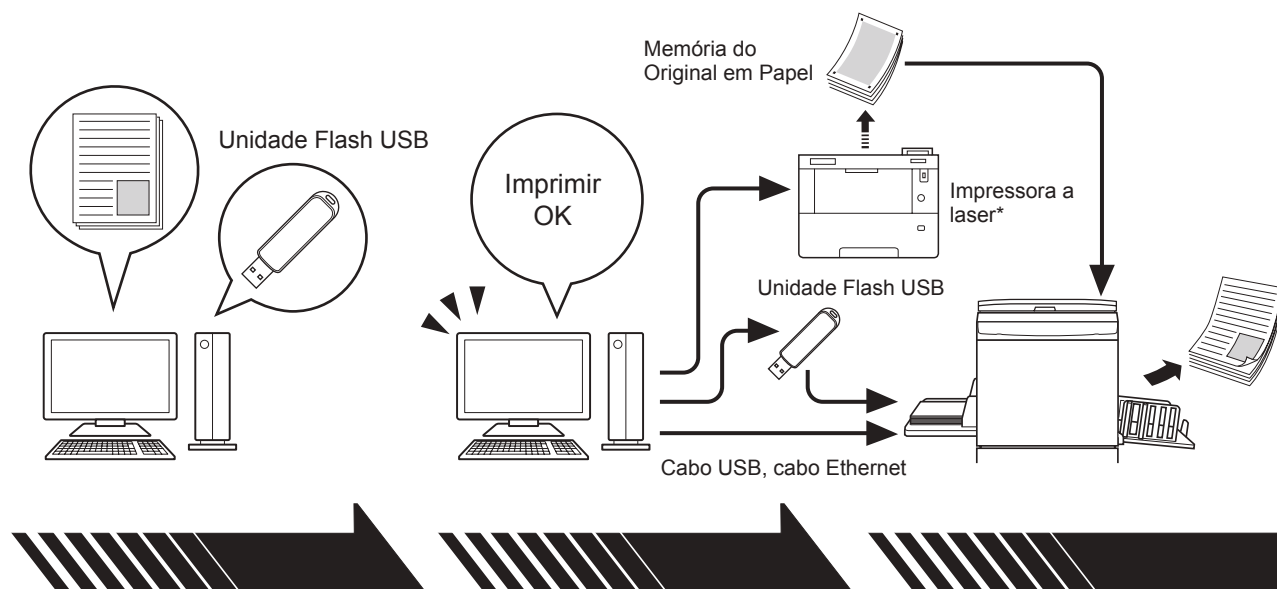 Unidade Flash USB
Imprimir
OK
Memória do
Original em Papel
Impressora a
laser*
Unidade Flash USB
Cabo USB, cabo Ethernet